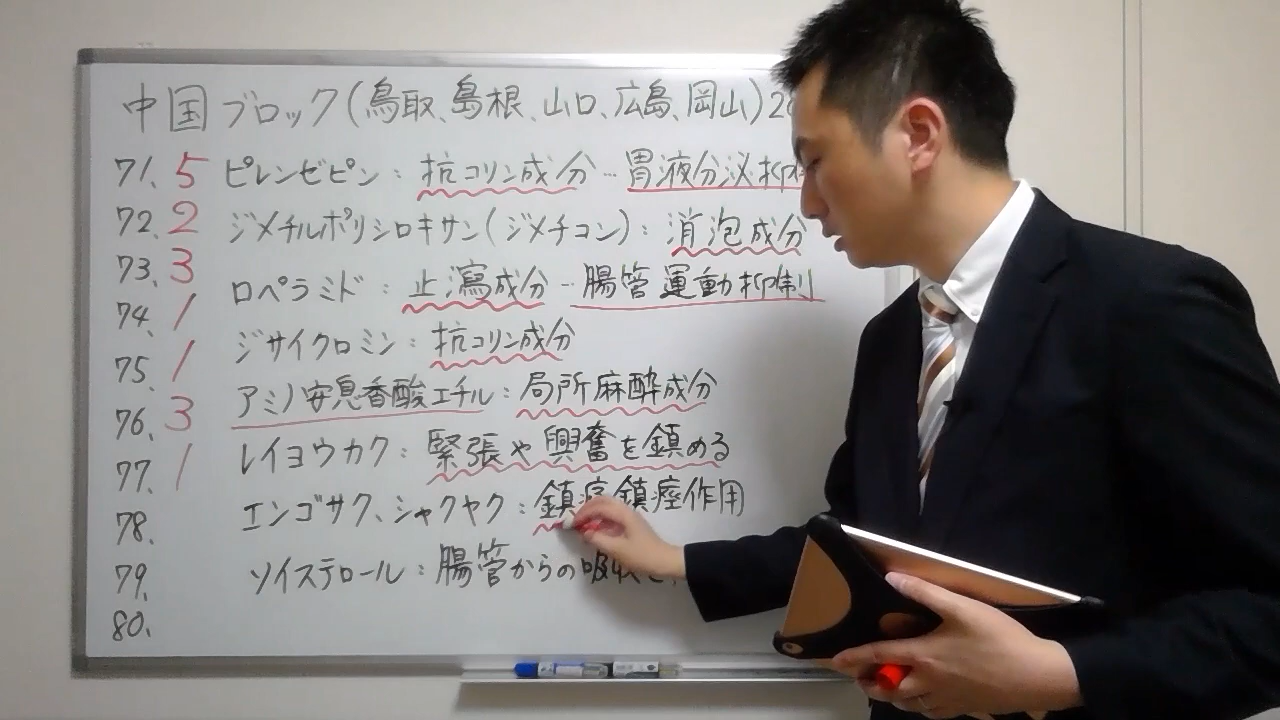 中国ブロック(鳥取、島根、山口、広島、岡山)2
71. 5 ピレンゼピン：抗コリン成分…胃液分泌抑制
72. 2 ジメチルポリシロキサン(ジメチコン)：消泡成分
73. 3 ロペラミド：止瀉成分…腸管運動抑制
74. 1 ジサイクロミン：抗コリン成分
75. 1 アミノ安息香酸エチル：局所麻酔成分
76. 3 レイヨウカク：緊張や興奮を鎮める
77. 1 エンゴサク、シャクヤク：鎮痛鎮痙作用
78. ソイステロール：腸管からの吸収を
79.
80.